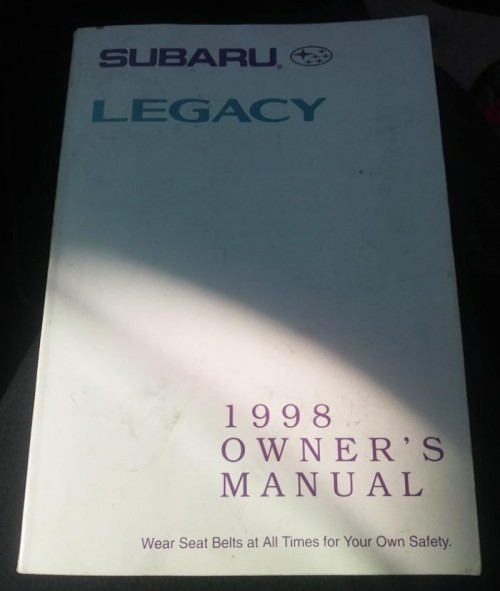 SUBARU®
LEGACY
1998
OWNER'S
MANUAL
Wear Seat Belts at All Times for Your Own Safety.